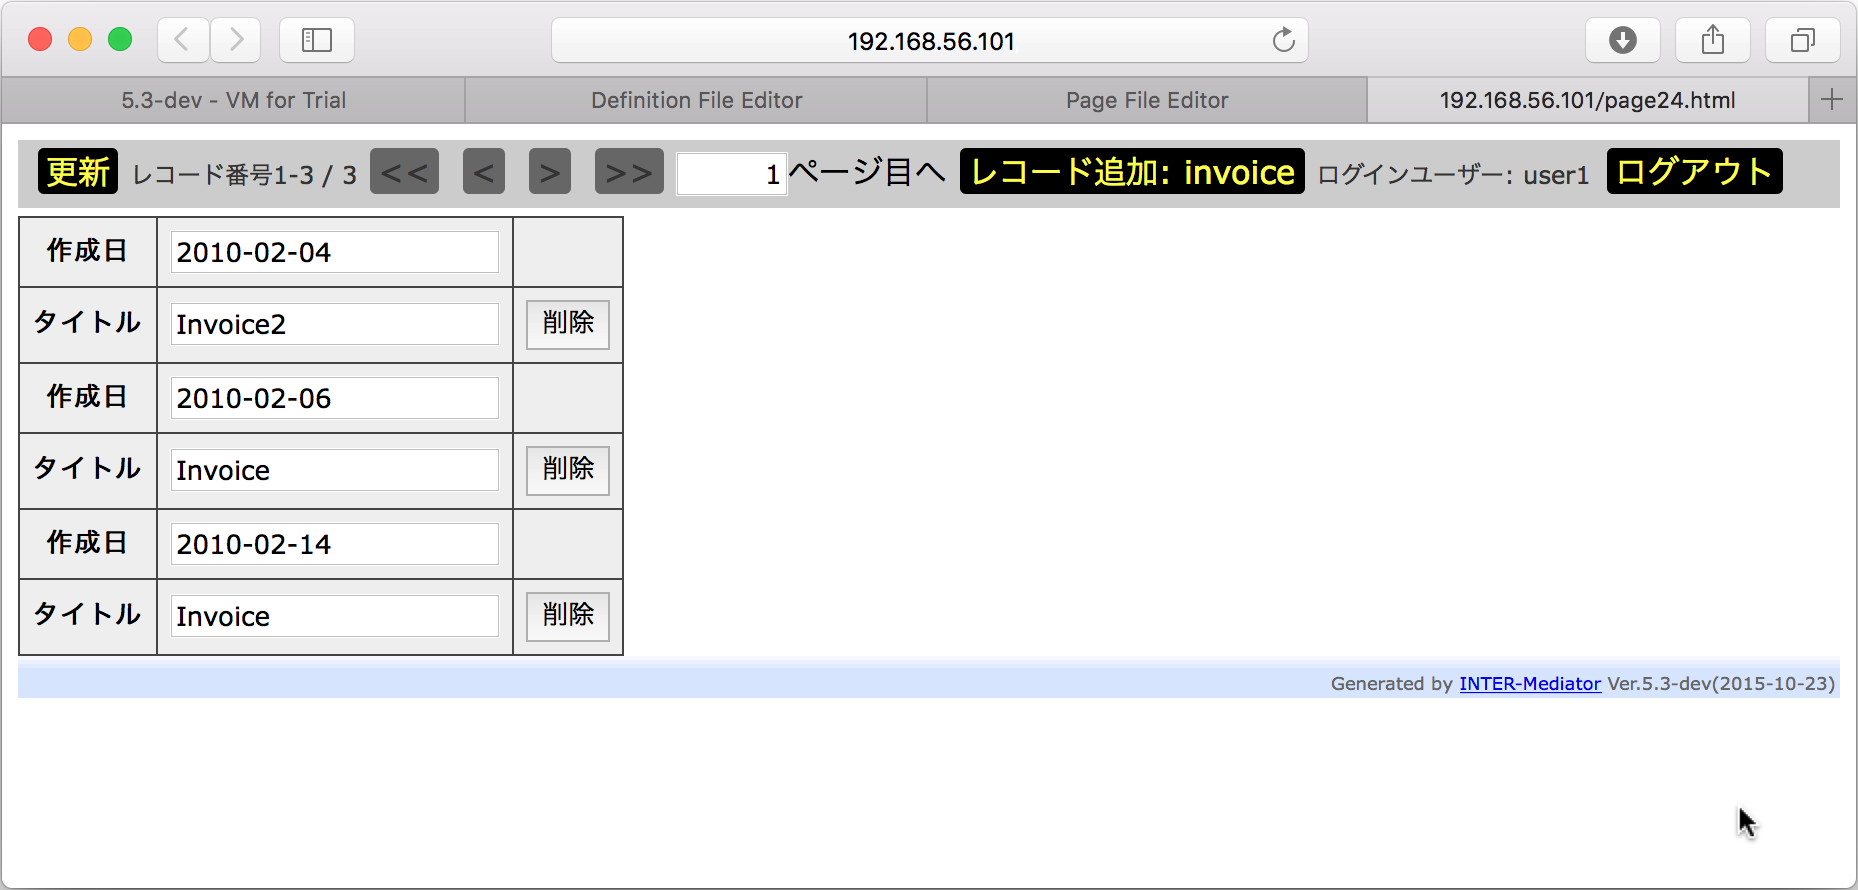 192.168.56.101
5.3-dev - VM for Trial Definition File Editor Page File Editor 192.168.56.101/page24.html
更新 レコード番号1-3 / 3 << < > >> 1 ページ目へ レコード追加: invoice ログインユーザー: user1 ログアウト
作成日 2010-02-04
タイトル Invoice2 削除
作成日 2010-02-06
タイトル Invoice 削除
作成日 2010-02-14
タイトル Invoice 削除
Generated by INTER-Mediator Ver.5.3-dev(2015-10-23)